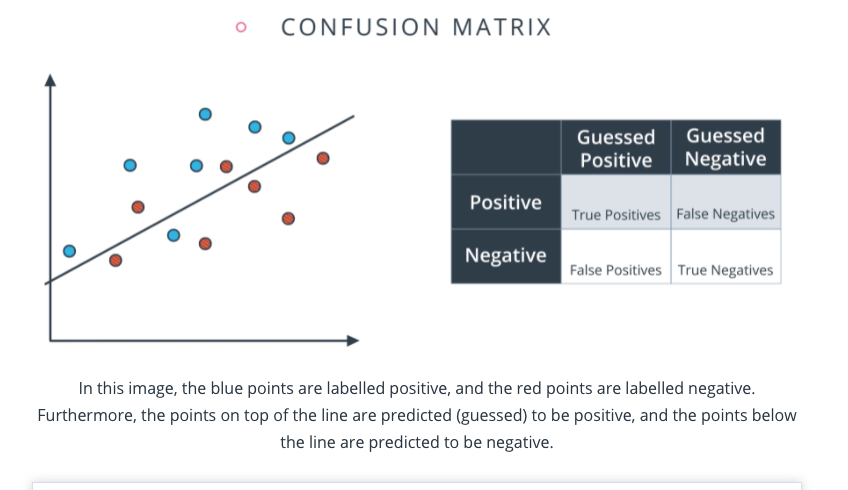 CONFUSION MATRIX
Guessed Positive
Guessed Negative
Positive
True Positives
False Negatives
Negative
False Positives
True Negatives
In this image, the blue points are labelled positive, and the red points are labelled negative.
Furthermore, the points on top of the line are predicted (guessed) to be positive, and the points below
the line are predicted to be negative.